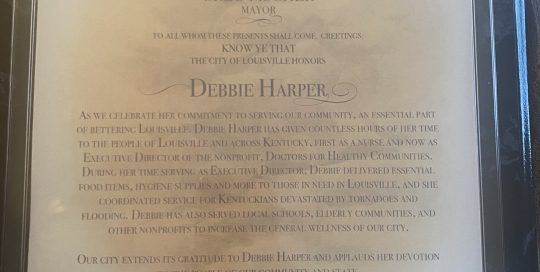 MAYOR
TO ALL WHOM THESE PRESENTS SHALL COME, GREETINGS:
KNOW YE THAT
THE CITY OF LOUISVILLE HONORS
DEBBIE HARPER
AS WE CELEBRATE HER COMMITMENT TO SERVING OUR COMMUNITY, AN ESSENTIAL PART
OF BETTERING LOUISVILLE. DEBBIE HARPER HAS GIVEN COUNTLESS HOURS OF HER TIME
TO THE PEOPLE OF LOUISVILLE AND ACROSS KENTUCKY, FIRST AS A NURSE AND NOW AS
EXECUTIVE DIRECTOR OF THE NONPROFIT, DOCTORS FOR HEALTHY COMMUNITIES.
DURING HER TIME SERVING AS EXECUTIVE DIRECTOR, DEBBIE DELIVERED ESSENTIAL
FOOD ITEMS, HYGIENE SUPPLIES AND MORE TO THOSE IN NEED IN LOUISVILLE, AND SHE
COORDINATED SERVICE FOR KENTUCKIANS DEVASTATED BY TORNADOES AND
FLOODING. DEBBIE HAS ALSO SERVED LOCAL SCHOOLS, ELDERLY COMMUNITIES, AND
OTHER NONPROFITS TO INCREASE THE GENERAL WELLNESS OF OUR CITY.
OUR CITY EXTENDS ITS GRATITUDE TO DEBBIE HARPER AND APPLAUDS HER DEVOTION
PEOPLE OF OUR COMMUNITY AND STATE